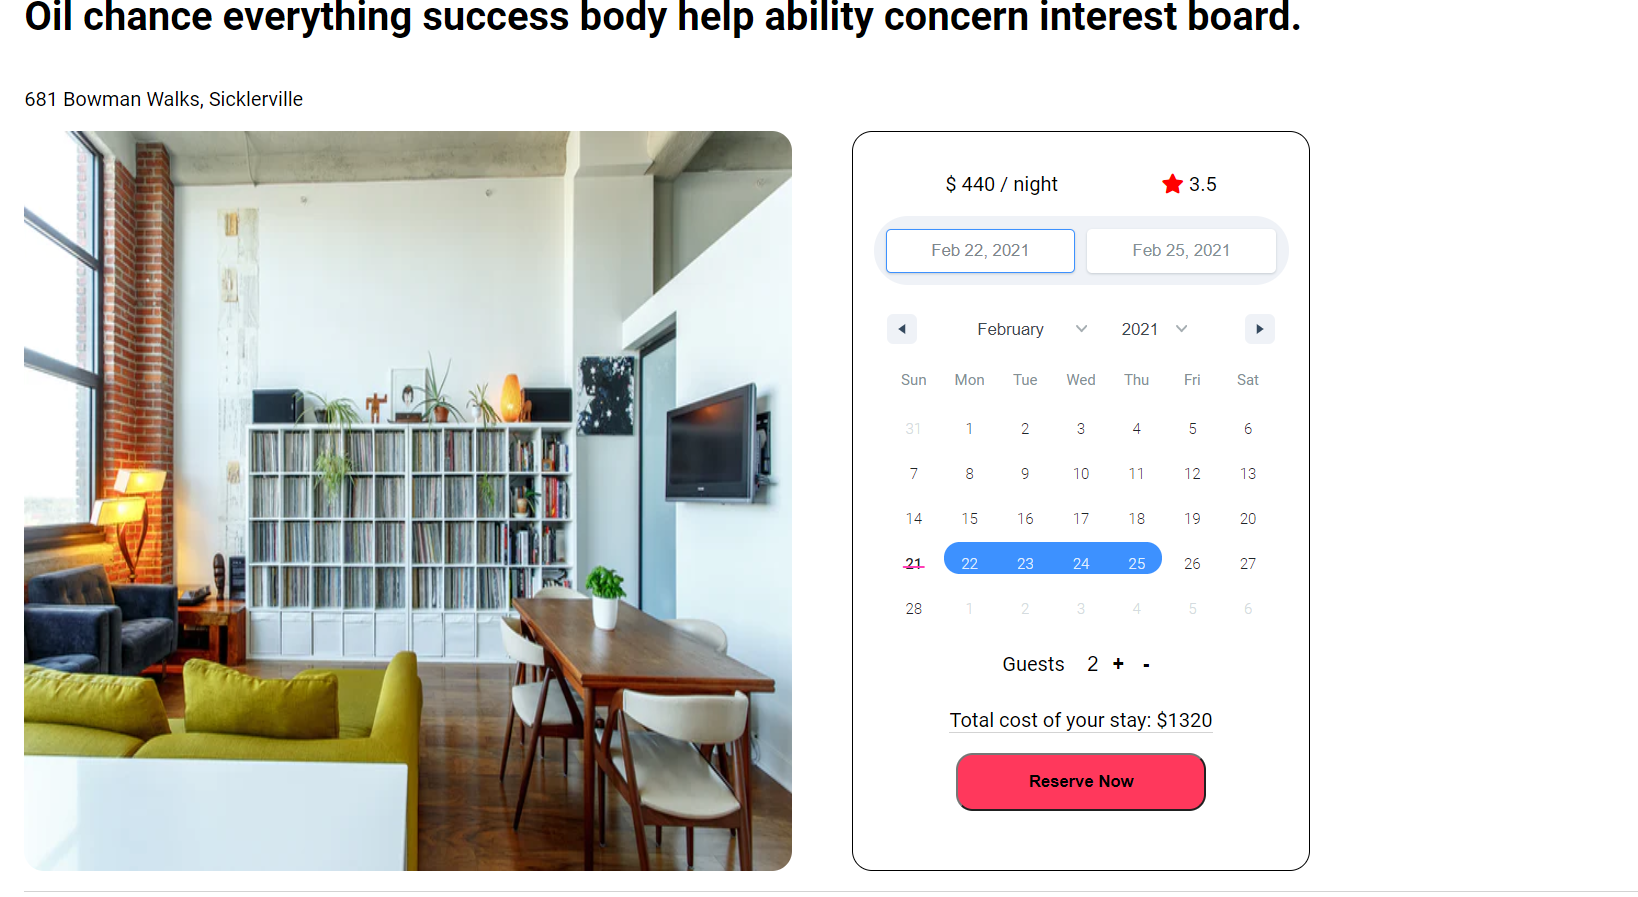 Oil chance everything success body help ability concern interest board.
681 Bowman Walks, Sicklerville
$ 440 / night 3.5
Feb 22, 2021 Feb 25, 2021
February 2021
Sun Mon Tue Wed Thu Fri Sat
31 1 2 3 4 5 6
7 8 9 10 11 12 13
14 15 16 17 18 19 20
21 22 23 24 25 26 27
28 1 2 3 4 5 6
Guests 2 + -
Total cost of your stay: $1320
Reserve Now